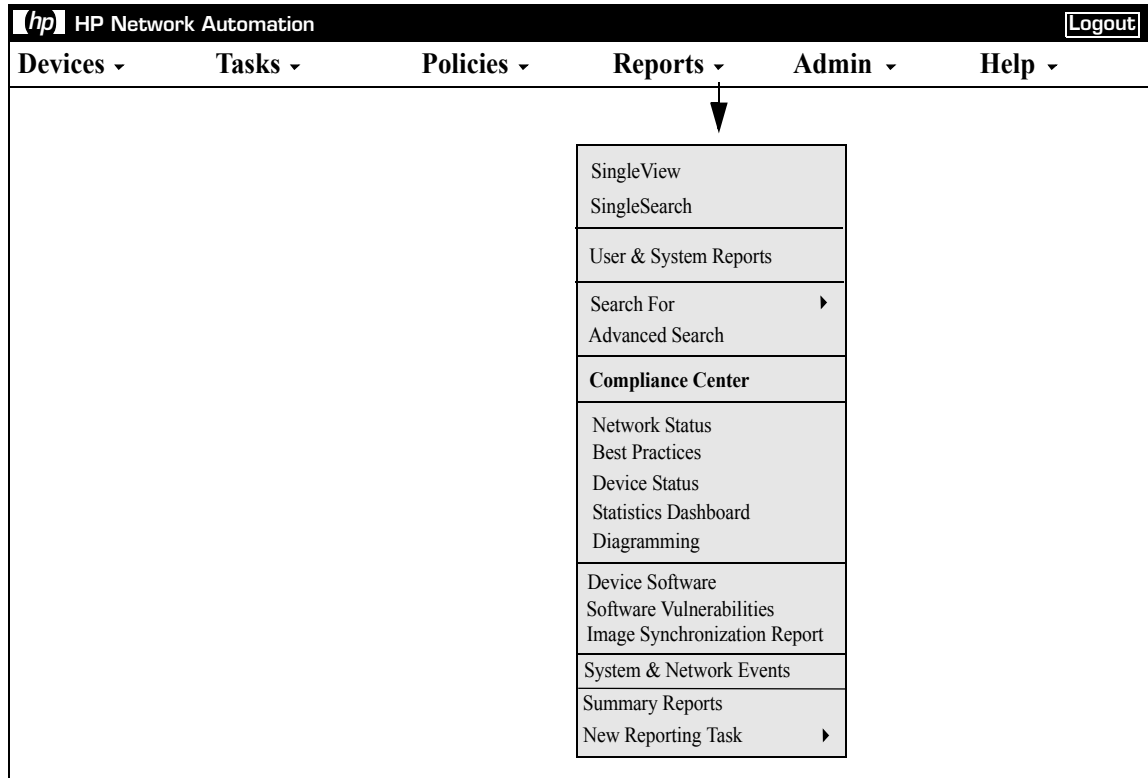 hp HP Network Automation Logout
Devices Tasks Policies Reports Admin Help
SingleView
SingleSearch
User & System Reports
Search For
Advanced Search
Compliance Center
Network Status
Best Practices
Device Status
Statistics Dashboard
Diagramming
Device Software
Software Vulnerabilities
Image Synchronization Report
System & Network Events
Summary Reports
New Reporting Task